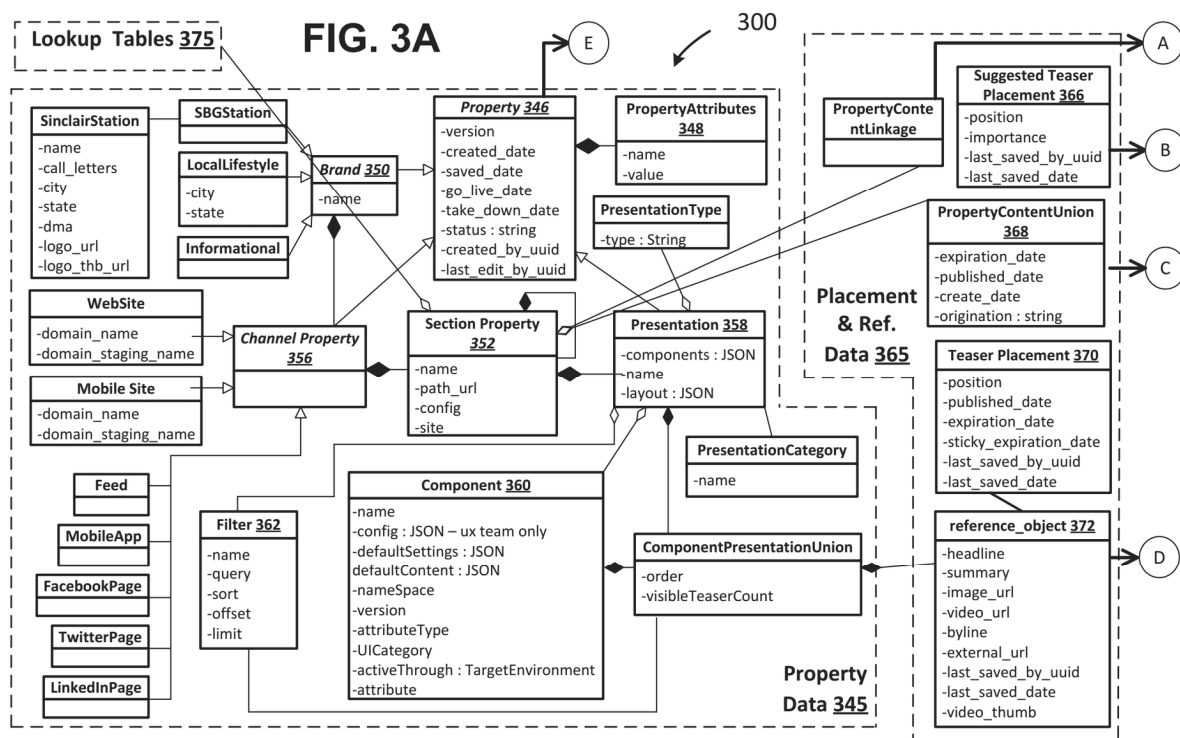 Lookup Tables 375
FIG. 3A
300
E
A
B
C
D
SinclairStation
-name
-call_letters
-city
-state
-dma
-logo_url
-logo_thb_url
SBGStation
LocalLifestyle
-city
-state
Informational
Brand 350
-name
Property 346
-version
-created_date
-saved_date
-go_live_date
-take_down_date
-status : string
-created_by_uuid
-last_edit_by_uuid
PropertyAttributes
348
-name
-value
PresentationType
-type : String
WebSite
-domain_name
-domain_staging_name
Mobile Site
-domain_name
-domain_staging_name
Channel Property
356
Section Property
352
-name
-path_url
-config
-site
Presentation 358
-components : JSON
-name
-layout : JSON
PresentationCategory
-name
Feed
MobileApp
FacebookPage
TwitterPage
LinkedInPage
Filter 362
-name
-query
-sort
-offset
-limit
Component 360
-name
-config : JSON – ux team only
-defaultSettings : JSON
defaultContent : JSON
-nameSpace
-version
-attributeType
-UICategory
-activeThrough : TargetEnvironment
-attribute
ComponentPresentationUnion
-order
-visibleTeaserCount
Property
Data 345
PropertyConte
ntLinkage
Suggested Teaser
Placement 366
-position
-importance
-last_saved_by_uuid
-last_saved_date
PropertyContentUnion
368
-expiration_date
-published_date
-create_date
-origination : string
Placement
& Ref.
Data 365
Teaser Placement 370
-position
-published_date
-expiration_date
-sticky_expiration_date
-last_saved_by_uuid
-last_saved_date
reference_object 372
-headline
-summary
-image_url
-video_url
-byline
-external_url
-last_saved_by_uuid
-last_saved_date
-video_thumb